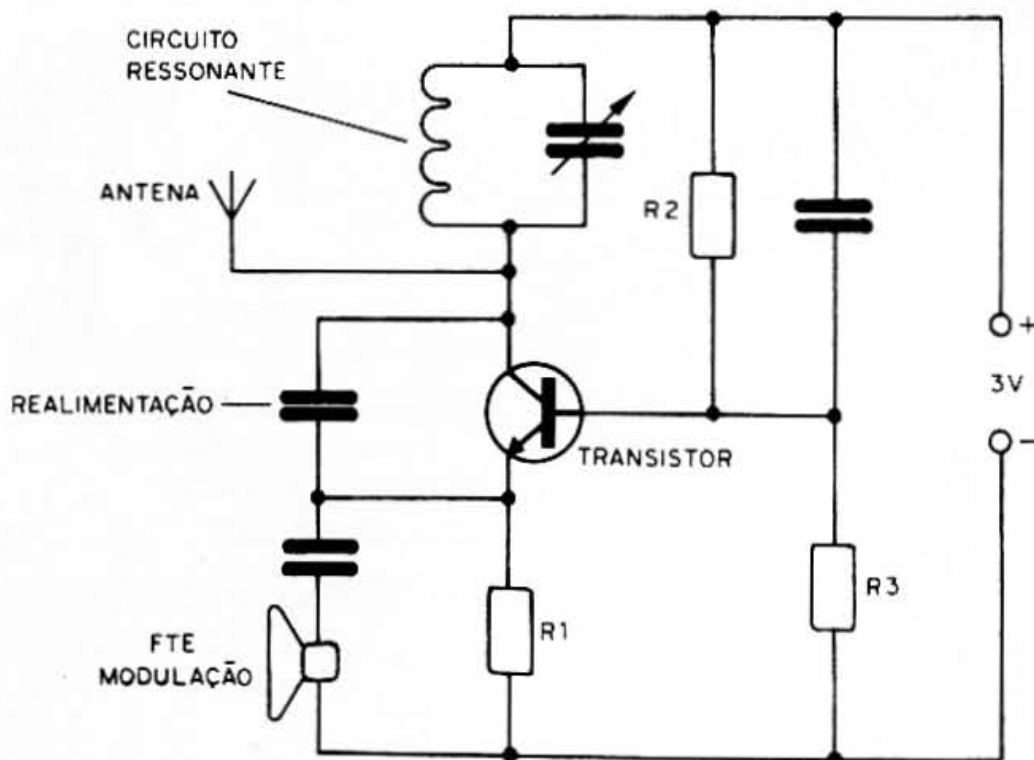 CIRCUITO
RESSONANTE
ANTENA
R2
+
3V
-
REALIMENTAÇÃO
TRANSISTOR
R3
R1
FTE
MODULAÇÃO